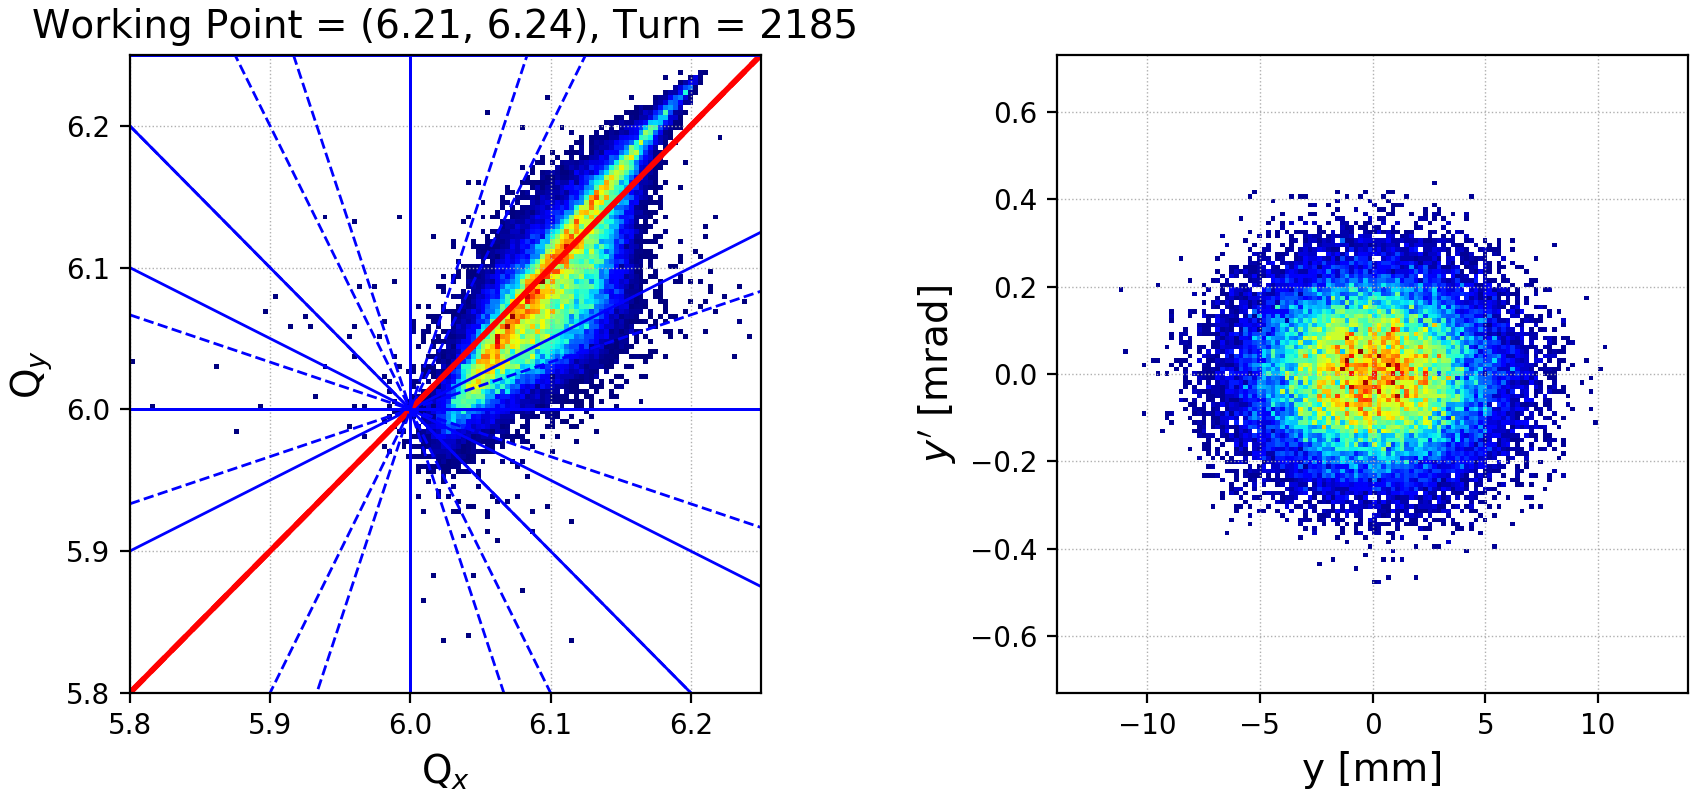 Working Point = (6.21, 6.24), Turn = 2185
6.2
6.1
6.0
5.9
5.8
Qy
5.8 5.9 6.0 6.1 6.2
Qx
0.6
0.4
0.2
0.0
−0.2
−0.4
−0.6
y′ [mrad]
−10 −5 0 5 10
y [mm]